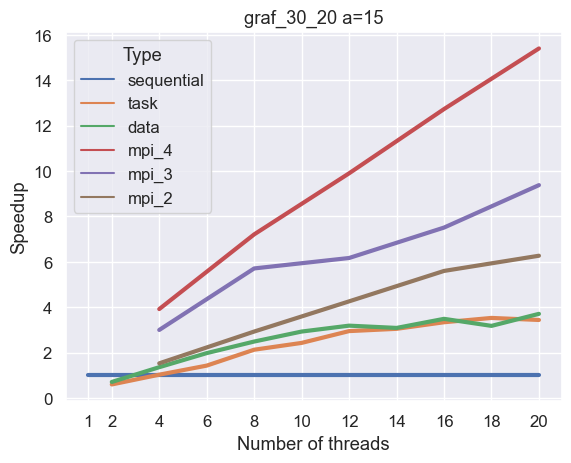 graf_30_20 a=15
Type
sequential
task
data
mpi_4
mpi_3
mpi_2
Speedup
16
14
12
10
8
6
4
2
0
1 2 4 6 8 10 12 14 16 18 20
Number of threads